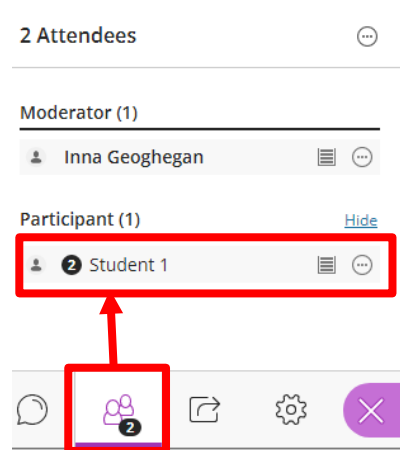 2 Attendees
Moderator (1)
Inna Geoghegan
Participant (1) Hide
2 Student 1
2